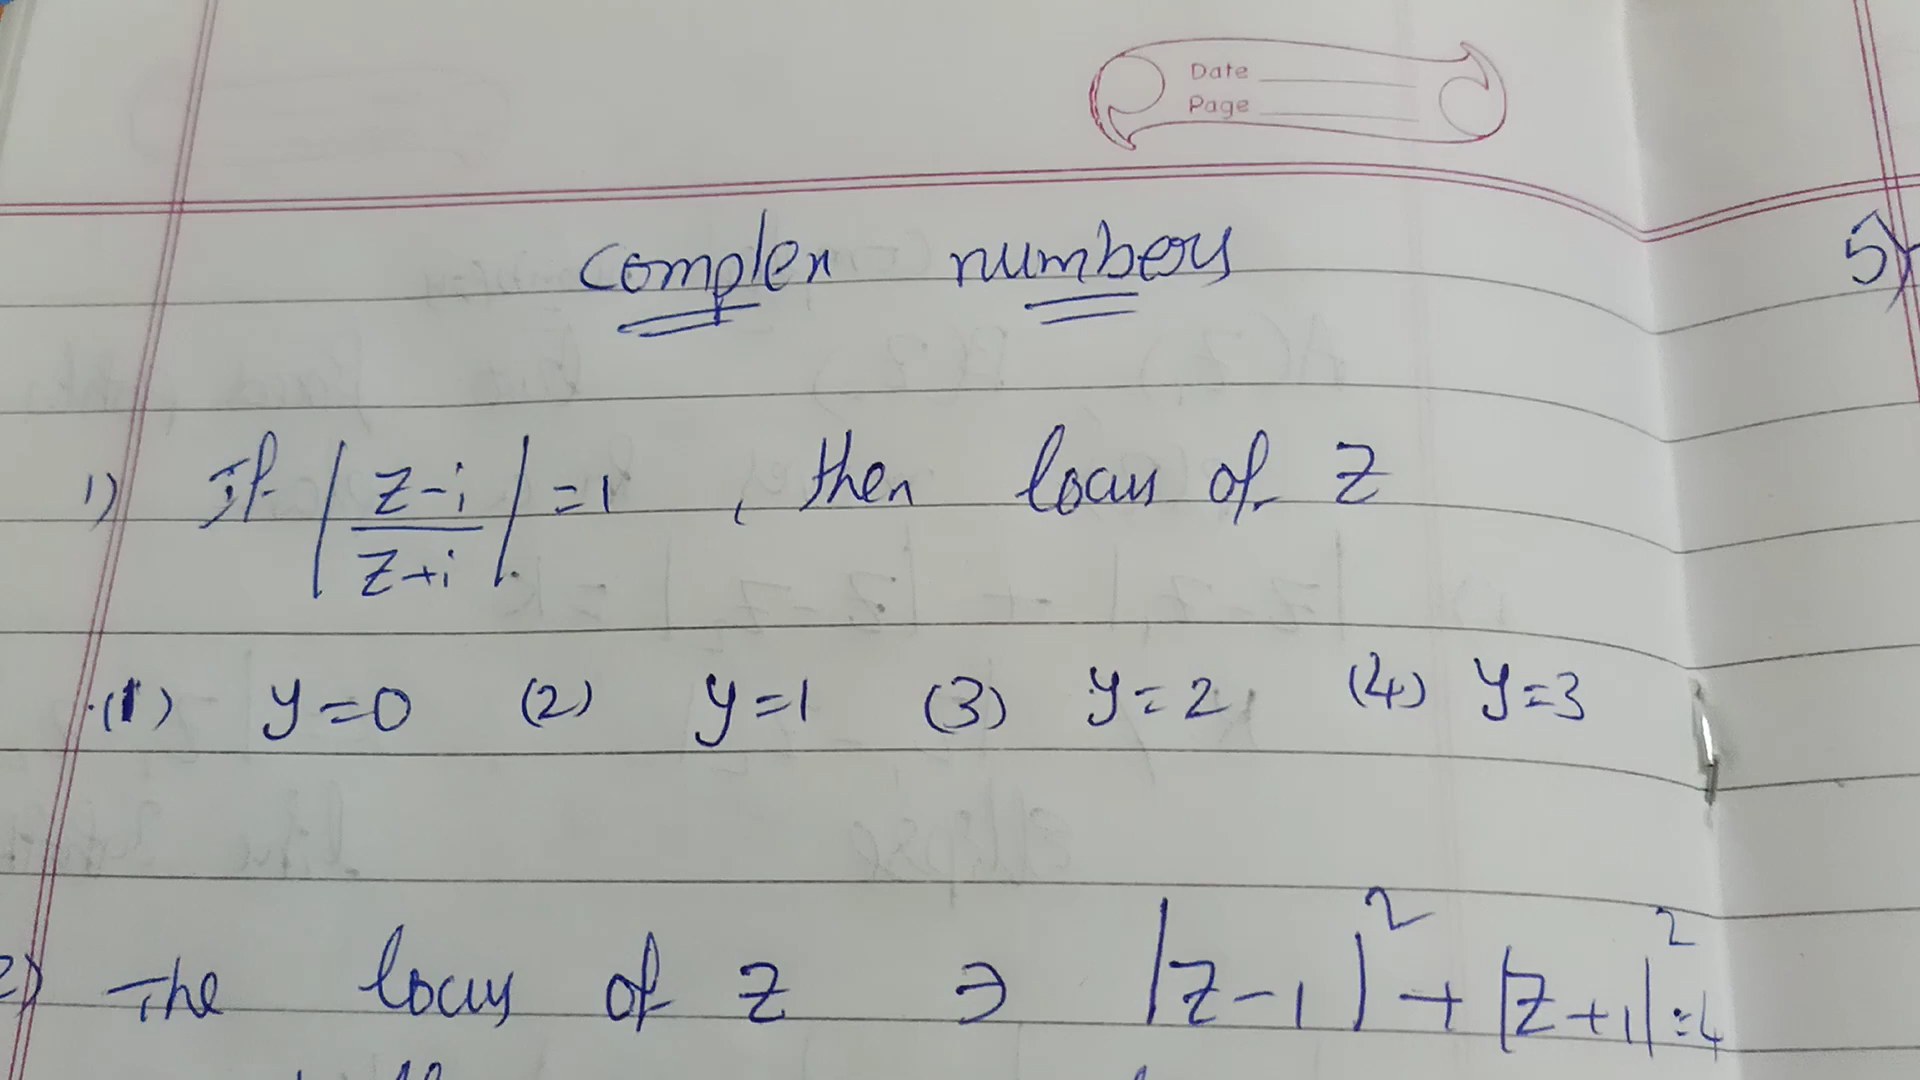 Date
Page
Complex numbers
5)
1) If |z-i/z+i| = 1 , then locus of z
(1) y=0 (2) y=1 (3) y=2 (4) y=3
2) The locus of z ∋ |z-1|² + |z+1|² = 4